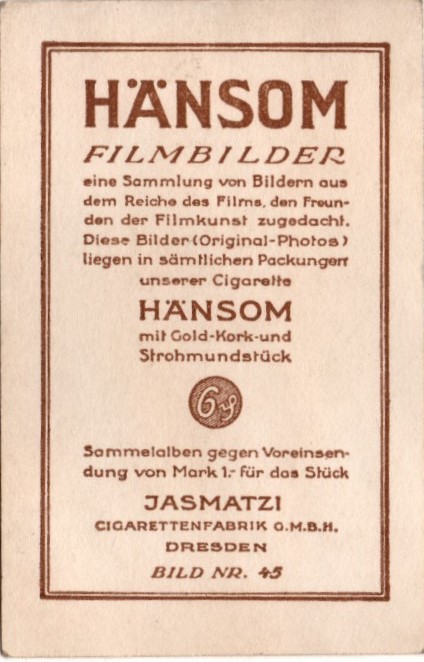 HÄNSOM
FILMBILDER
eine Sammlung von Bildern aus
dem Reiche des Films, den Freun-
den der Filmkunst zugedacht.
Diese Bilder (Original-Photos)
liegen in sämtlichen Packungen
unserer Cigarette
HÄNSOM
mit Gold-Kork-und
Strohmundstück
6 ₰
Sammelalben gegen Voreinsen-
dung von Mark 1.- für das Stück
JASMATZI
CIGARETTENFABRIK G.M.B.H.
DRESDEN
BILD NR. 45